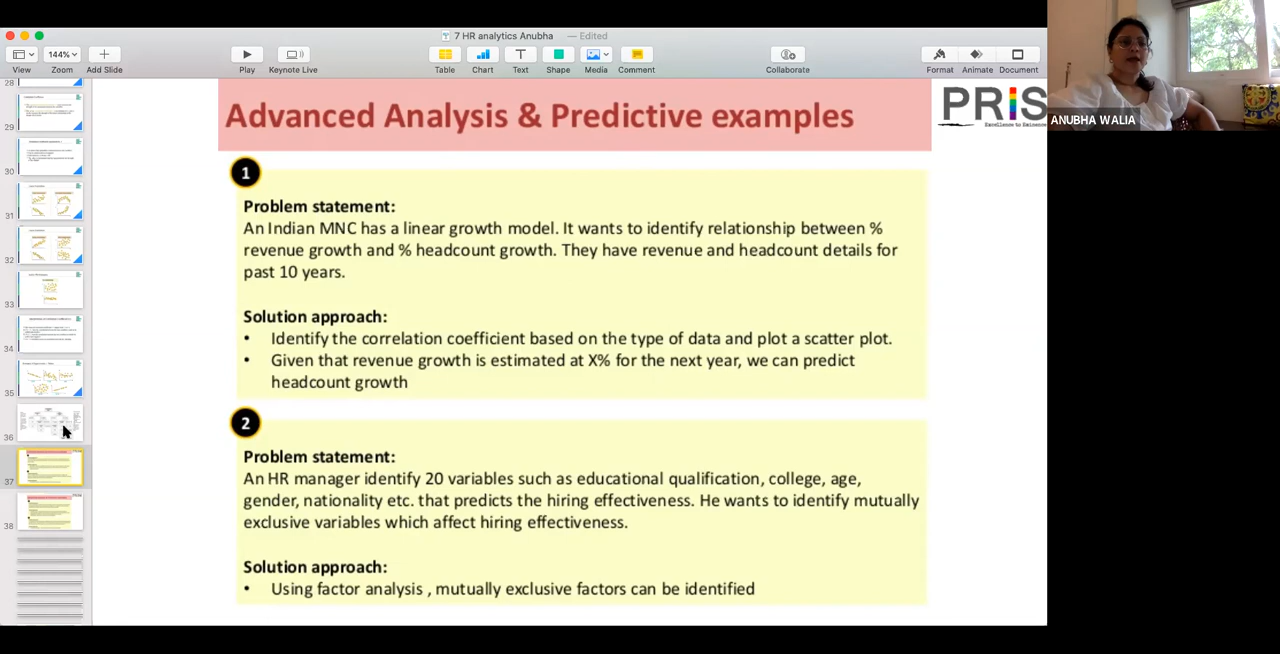 7 HR analytics Anubha — Edited
144%
View Zoom Add Slide Play Keynote Live Table Chart Text Shape Media Comment Collaborate Format Animate Document
28
29
30
31
32
33
34
35
36
37
38
Advanced Analysis & Predictive examples
PRIS
Excellence to Eminence
ANUBHA WALIA
1
Problem statement:
An Indian MNC has a linear growth model. It wants to identify relationship between %
revenue growth and % headcount growth. They have revenue and headcount details for
past 10 years.
Solution approach:
• Identify the correlation coefficient based on the type of data and plot a scatter plot.
• Given that revenue growth is estimated at X% for the next year, we can predict
headcount growth
2
Problem statement:
An HR manager identify 20 variables such as educational qualification, college, age,
gender, nationality etc. that predicts the hiring effectiveness. He wants to identify mutually
exclusive variables which affect hiring effectiveness.
Solution approach:
• Using factor analysis , mutually exclusive factors can be identified